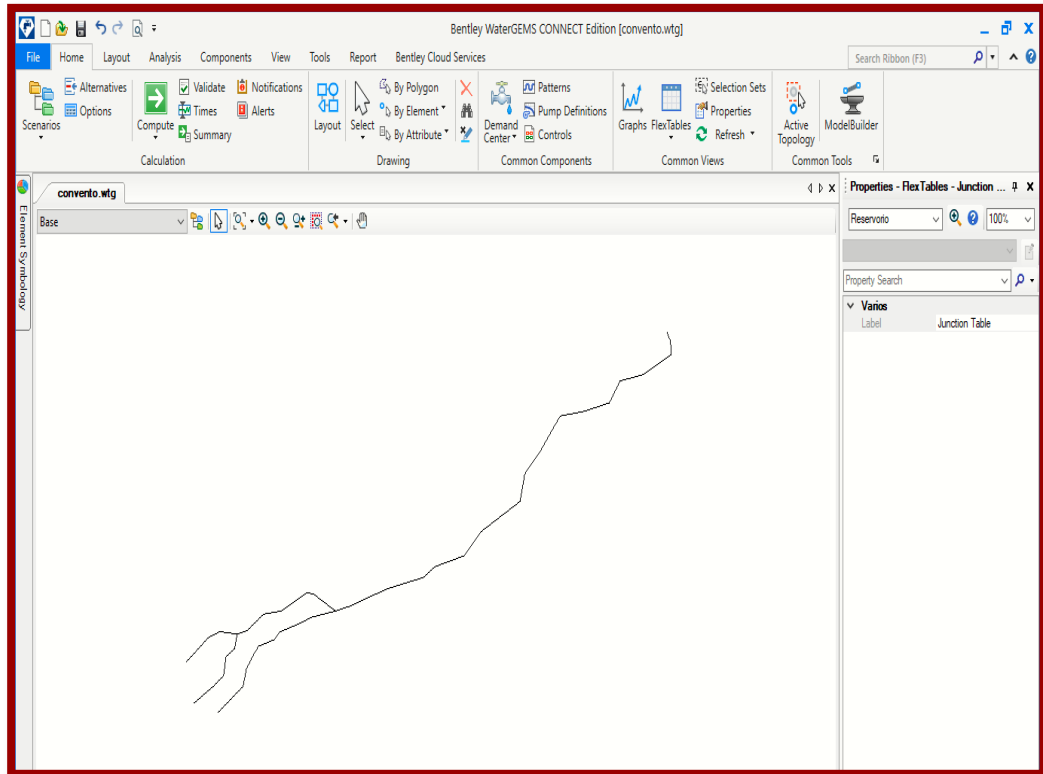 Bentley WaterGEMS CONNECT Edition [convento.wtg]
File Home Layout Analysis Components View Tools Report Bentley Cloud Services Search Ribbon (F3)
Scenarios
Alternatives
Options
Compute
Validate
Times
Summary
Notifications
Alerts
Calculation
Layout
Select
By Polygon
By Element
By Attribute
Drawing
Demand
Center
Patterns
Pump Definitions
Controls
Common Components
Graphs
FlexTables
Selection Sets
Properties
Refresh
Common Views
Active
Topology
ModelBuilder
Common Tools
Element Symbology
convento.wtg
Base
Properties - FlexTables - Junction ...
Reservorio
100%
Property Search
Varios
Label Junction Table